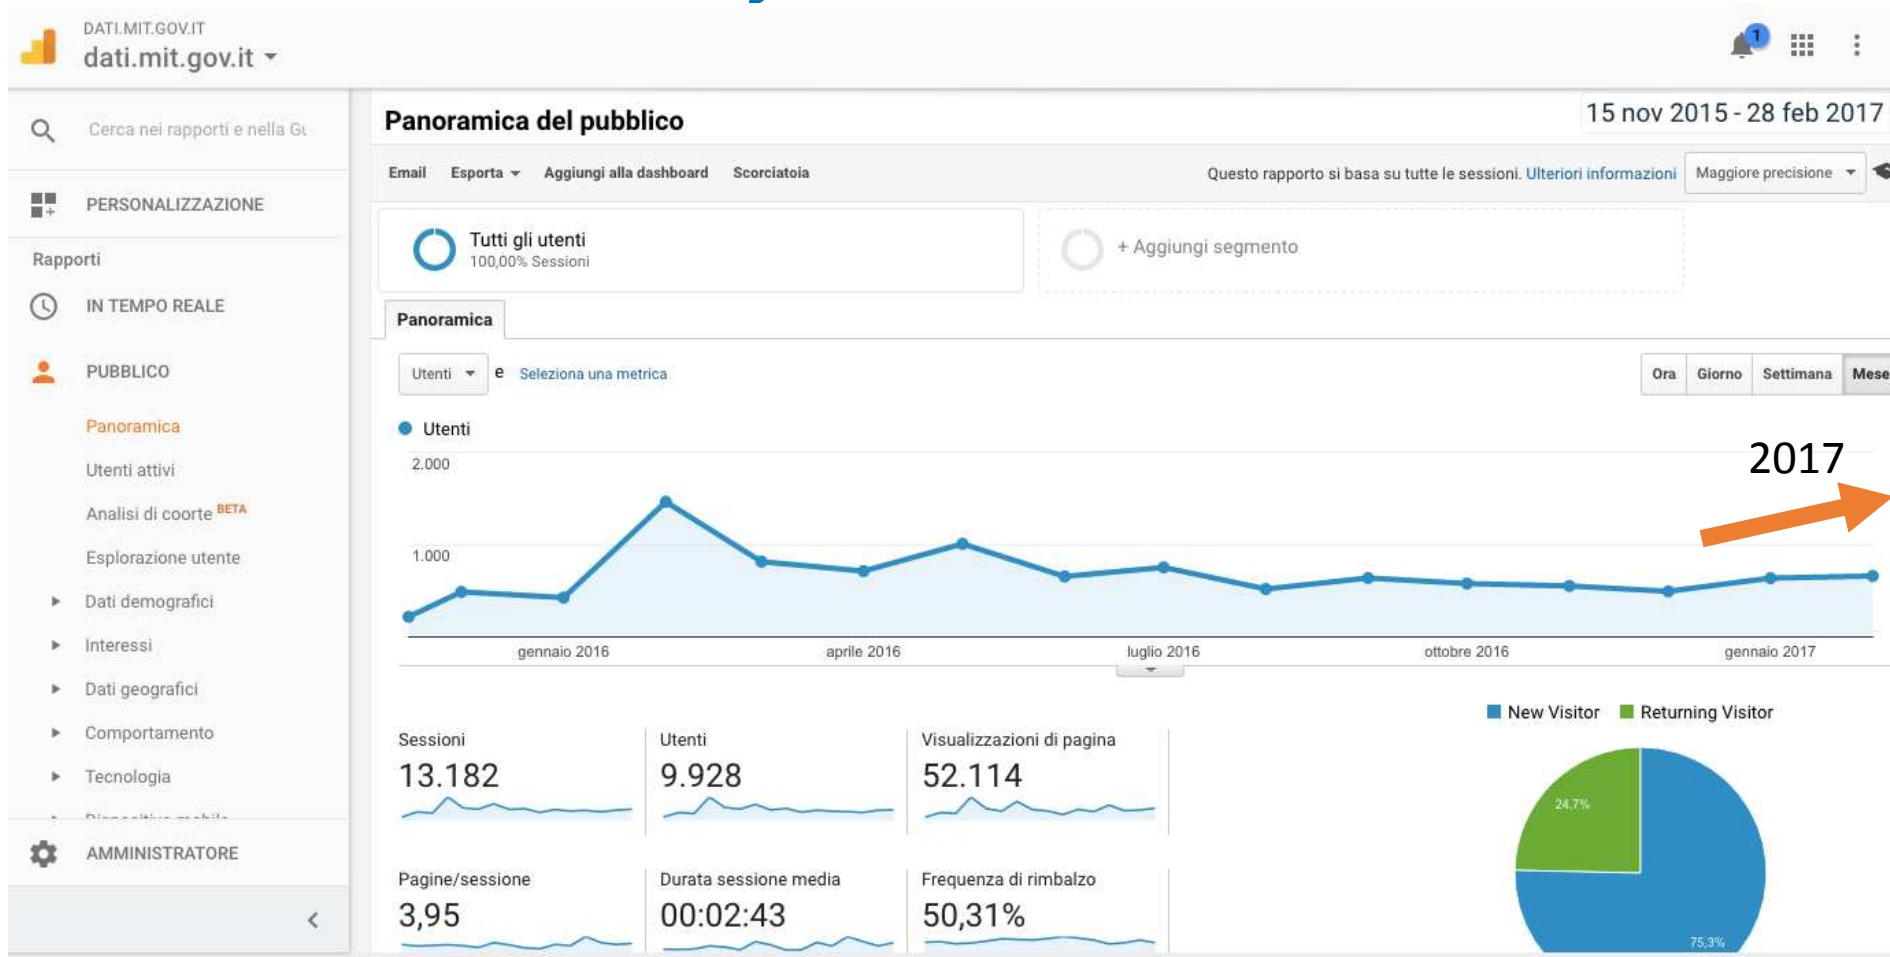 DATI.MIT.GOV.IT
dati.mit.gov.it
1
Cerca nei rapporti e nella Gu
Panoramica del pubblico
15 nov 2015 - 28 feb 2017
Email Esporta Aggiungi alla dashboard Scorciatoia
Questo rapporto si basa su tutte le sessioni. Ulteriori informazioni
Maggiore precisione
PERSONALIZZAZIONE
Rapporti
IN TEMPO REALE
PUBBLICO
Panoramica
Utenti attivi
Analisi di coorte BETA
Esplorazione utente
Dati demografici
Interessi
Dati geografici
Comportamento
Tecnologia
AMMINISTRATORE
Tutti gli utenti
100,00% Sessioni
+ Aggiungi segmento
Panoramica
Utenti e Seleziona una metrica
Ora Giorno Settimana Mese
Utenti
2.000
1.000
2017
gennaio 2016 aprile 2016 luglio 2016 ottobre 2016 gennaio 2017
New Visitor Returning Visitor
Sessioni
13.182
Utenti
9.928
Visualizzazioni di pagina
52.114
Pagine/sessione
3,95
Durata sessione media
00:02:43
Frequenza di rimbalzo
50,31%
24,7%
75,3%